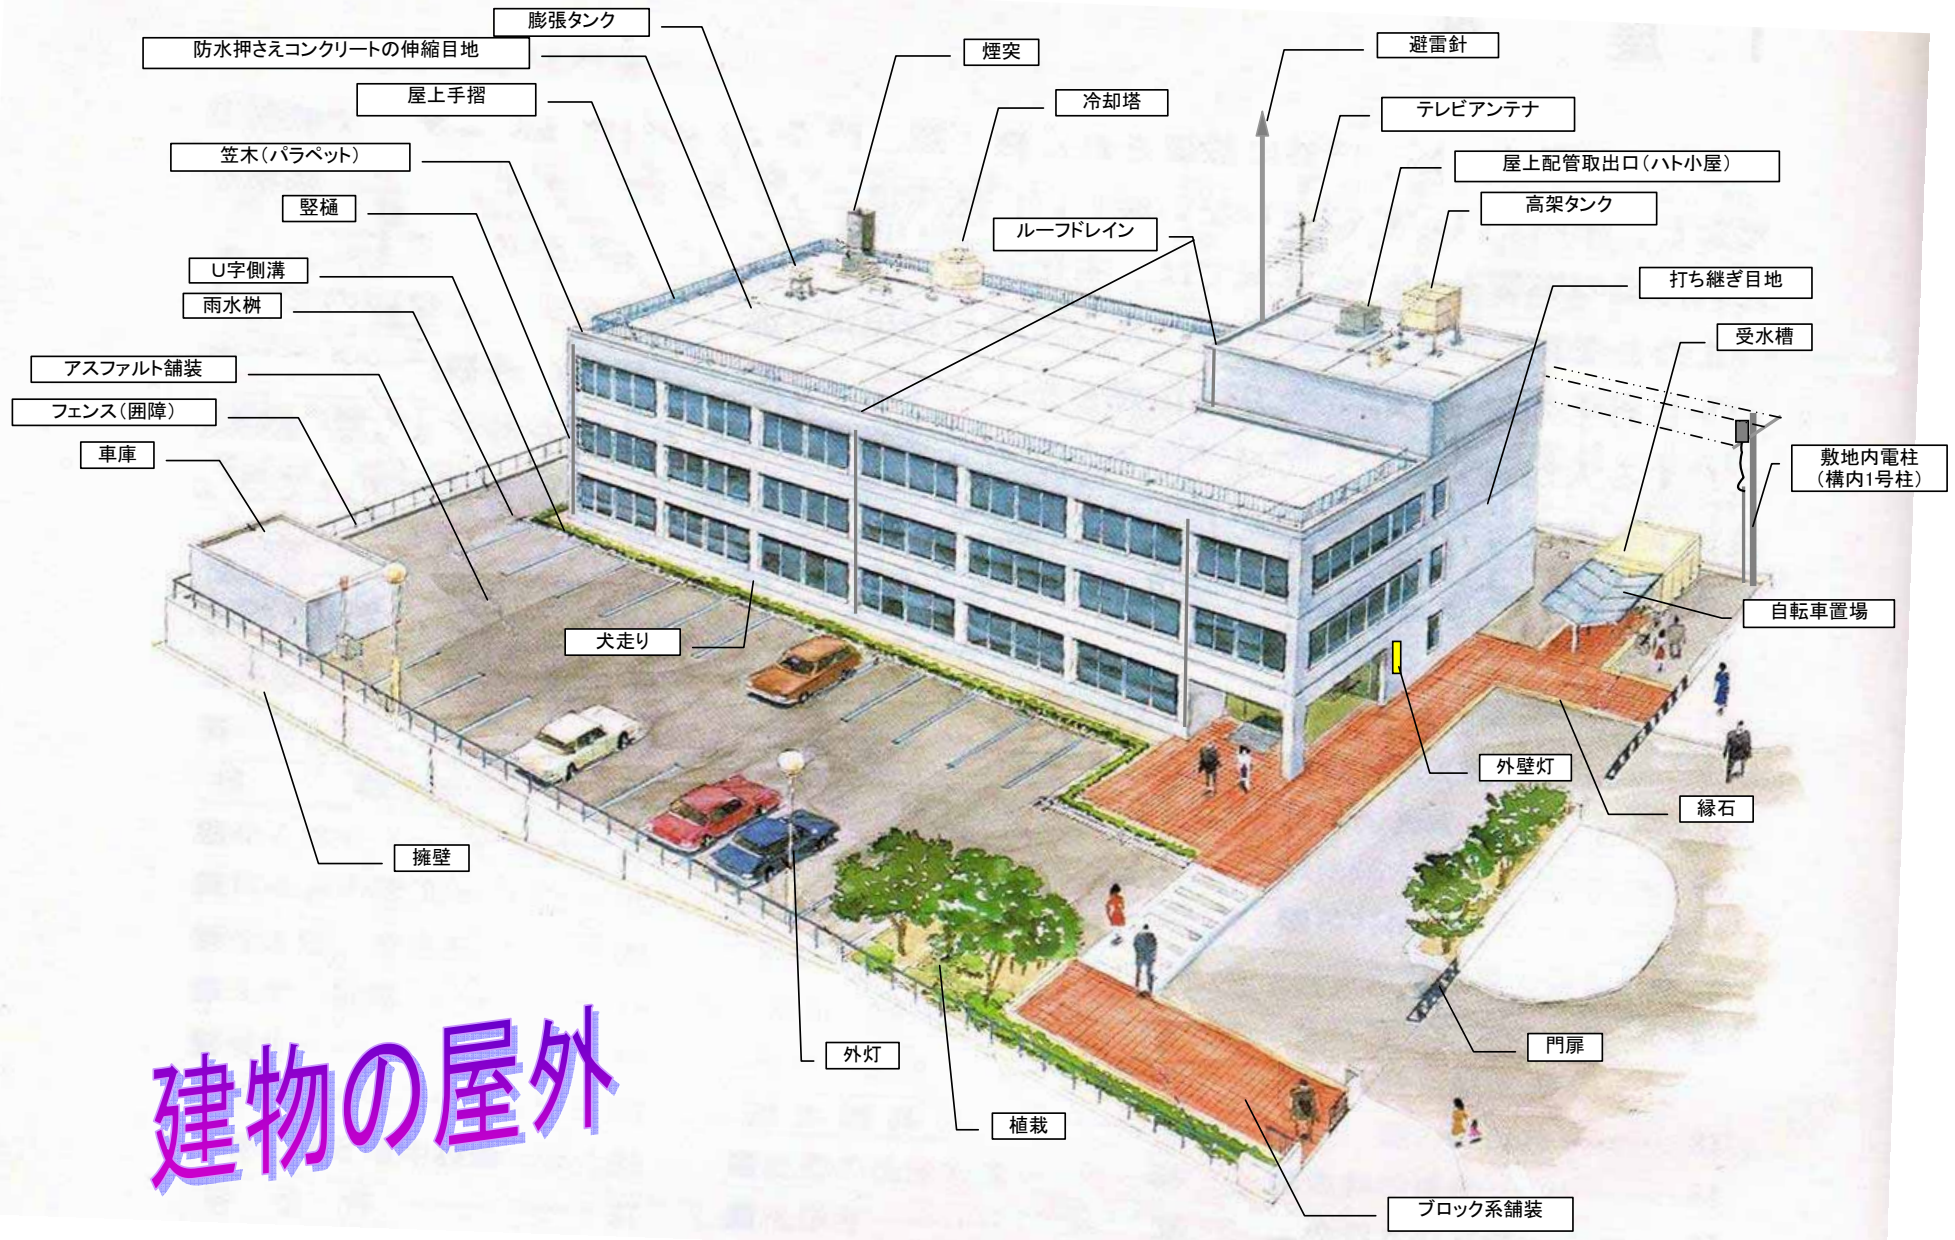 膨張タンク
防水押さえコンクリートの伸縮目地
屋上手摺
笠木（パラペット）
竪樋
U字側溝
雨水桝
アスファルト舗装
フェンス（囲障）
車庫
煙突
冷却塔
ルーフドレイン
避雷針
テレビアンテナ
屋上配管取出口（ハト小屋）
高架タンク
打ち継ぎ目地
受水槽
敷地内電柱
（構内1号柱）
自転車置場
犬走り
外壁灯
縁石
擁壁
外灯
門扉
植栽
ブロック系舗装
建物の屋外